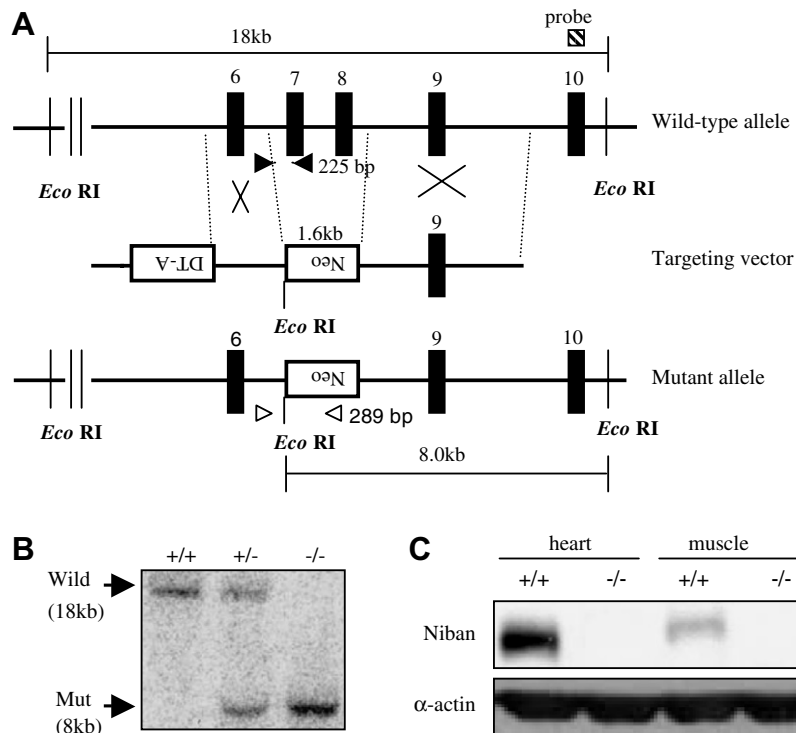 A
probe
18kb
6 7 8 9 10
Wild-type allele
225 bp
Eco RI Eco RI
1.6kb 9
DT-A Neo Targeting vector
Eco RI
6 9 10
Neo Mutant allele
289 bp
Eco RI Eco RI Eco RI
8.0kb
B
+/+ +/- -/-
Wild
(18kb)
Mut
(8kb)
C
heart muscle
+/+ -/- +/+ -/-
Niban
α-actin